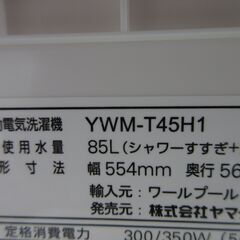 動電気洗濯機 YWM-T45H1
使用水量 85L(シャワーすすぎ+
形寸法 幅554mm 奥行56
輸入元:ワールプール
発売元:株式会社ヤマ
定格消費電力 300/350W(5